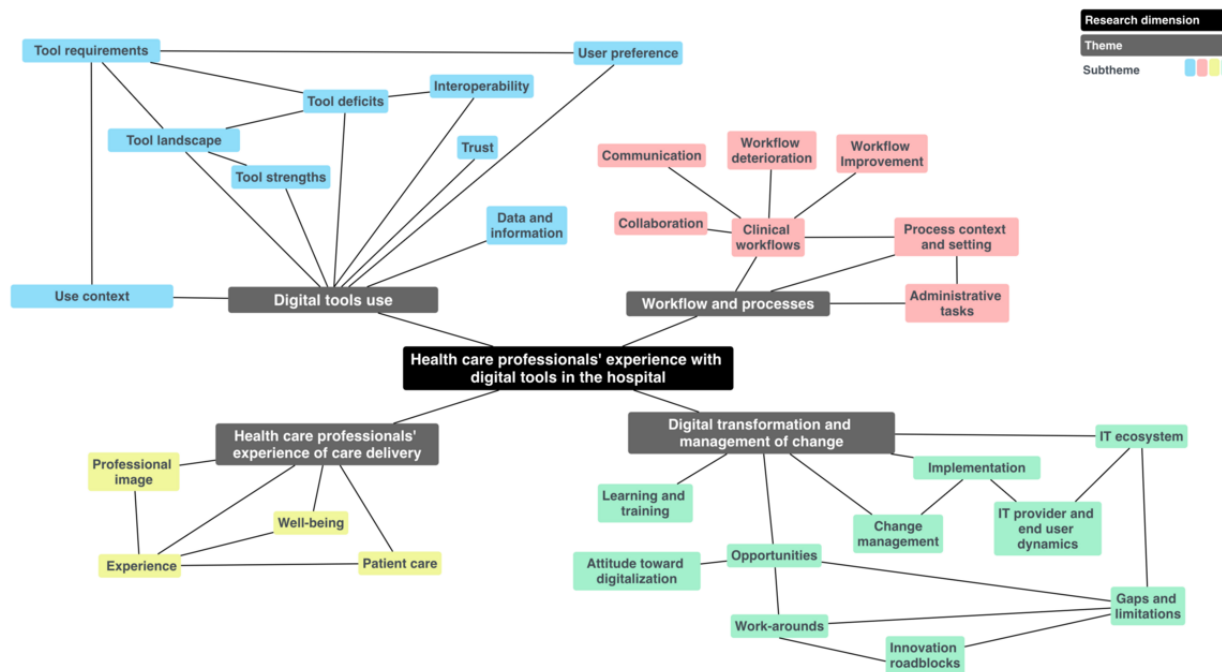 Research dimension
Theme
Subtheme
Tool requirements
User preference
Interoperability
Tool deficits
Tool landscape
Trust
Tool strengths
Data and
information
Use context
Digital tools use
Communication
Workflow
deterioration
Workflow
Improvement
Collaboration
Clinical
workflows
Process context
and setting
Workflow and processes
Administrative
tasks
Health care professionals' experience with
digital tools in the hospital
Health care professionals'
experience of care delivery
Professional
image
Well-being
Experience
Patient care
Digital transformation and
management of change
IT ecosystem
Implementation
Learning and
training
Change
management
IT provider and
end user
dynamics
Attitude toward
digitalization
Opportunities
Gaps and
limitations
Work-arounds
Innovation
roadblocks